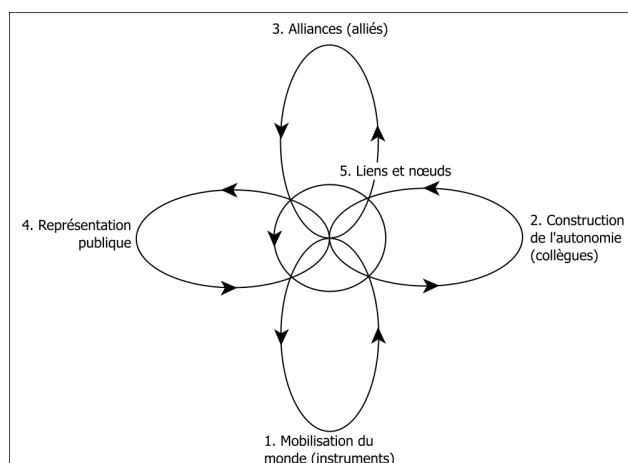 3. Alliances (alliés)
5. Liens et nœuds
4. Représentation
publique
2. Construction
de l'autonomie
(collègues)
1. Mobilisation du
monde (instruments)